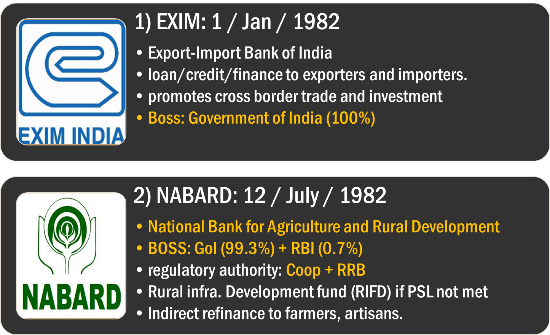 1) EXIM: 1 / Jan / 1982
• Export-Import Bank of India
• loan/credit/finance to exporters and importers.
• promotes cross border trade and investment
• Boss: Government of India (100%)
EXIM INDIA
2) NABARD: 12 / July / 1982
• National Bank for Agriculture and Rural Development
• BOSS: GoI (99.3%) + RBI (0.7%)
• regulatory authority: Coop + RRB
• Rural infra. Development fund (RIFD) if PSL not met
• Indirect refinance to farmers, artisans.
NABARD